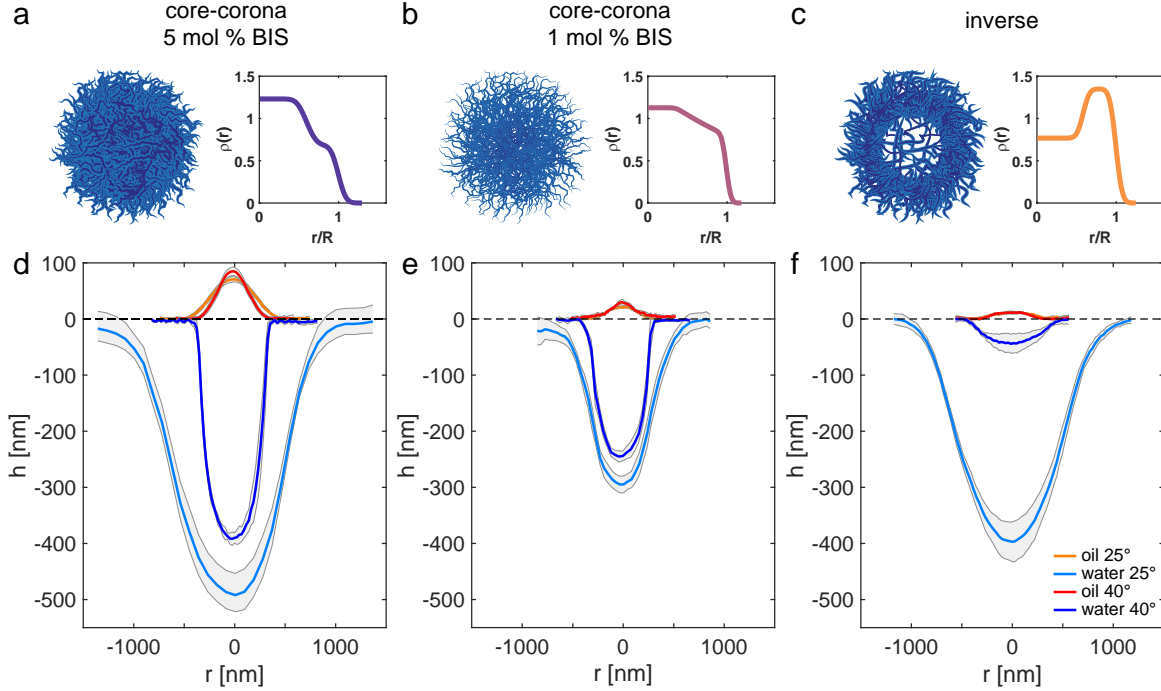 a
core-corona
5 mol % BIS
b
core-corona
1 mol % BIS
c
inverse
1.5
1
0.5
0
ρ(r)
0
1
r/R
1.5
1
0.5
0
ρ(r)
0
1
r/R
1.5
1
0.5
0
ρ(r)
0
1
r/R
d
100
0
-100
-200
-300
-400
-500
h [nm]
-1000
0
1000
r [nm]
e
100
0
-100
-200
-300
-400
-500
h [nm]
-1000
0
1000
r [nm]
f
100
0
-100
-200
-300
-400
-500
h [nm]
-1000
0
1000
r [nm]
oil 25°
water 25°
oil 40°
water 40°